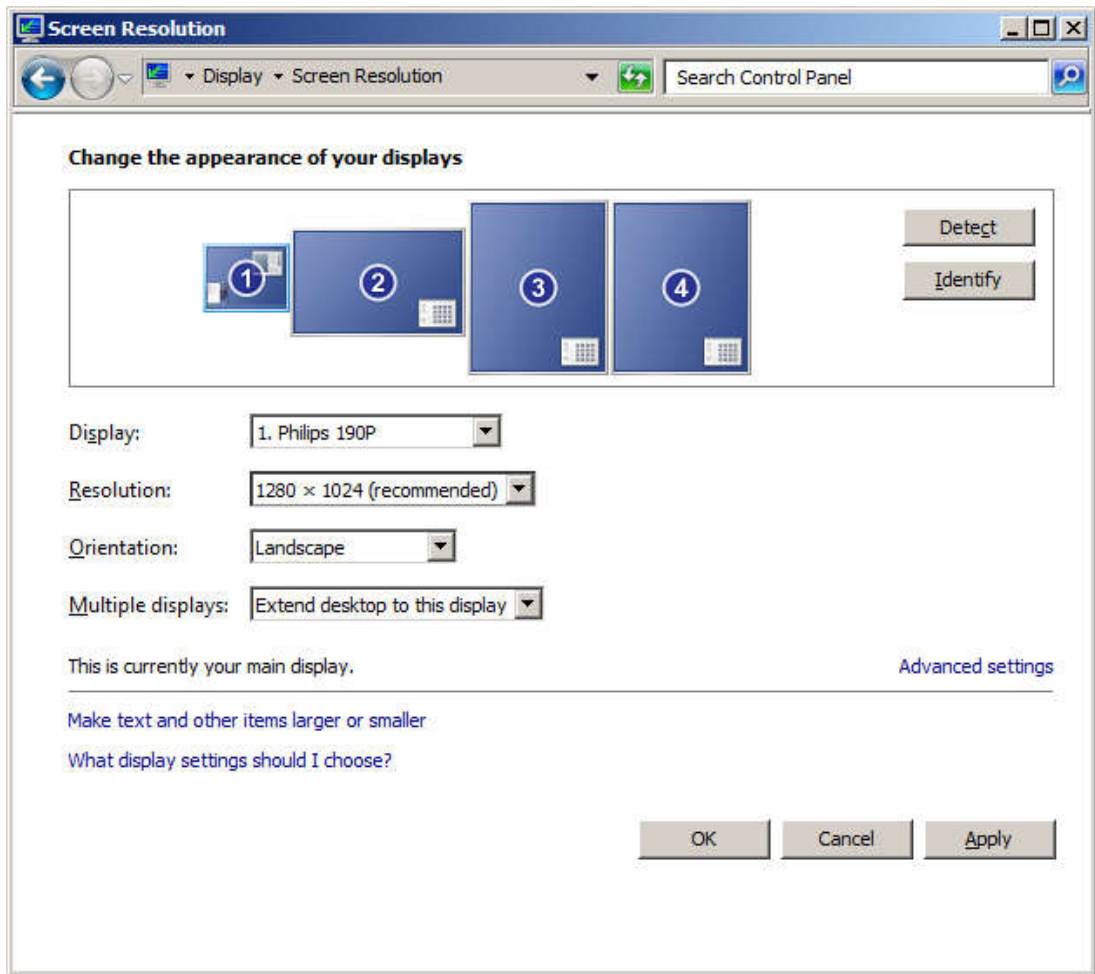 Screen Resolution
Display Screen Resolution Search Control Panel
Change the appearance of your displays
1 2 3 4
Detect
Identify
Display: 1. Philips 190P
Resolution: 1280 × 1024 (recommended)
Orientation: Landscape
Multiple displays: Extend desktop to this display
This is currently your main display. Advanced settings
Make text and other items larger or smaller
What display settings should I choose?
OK Cancel Apply